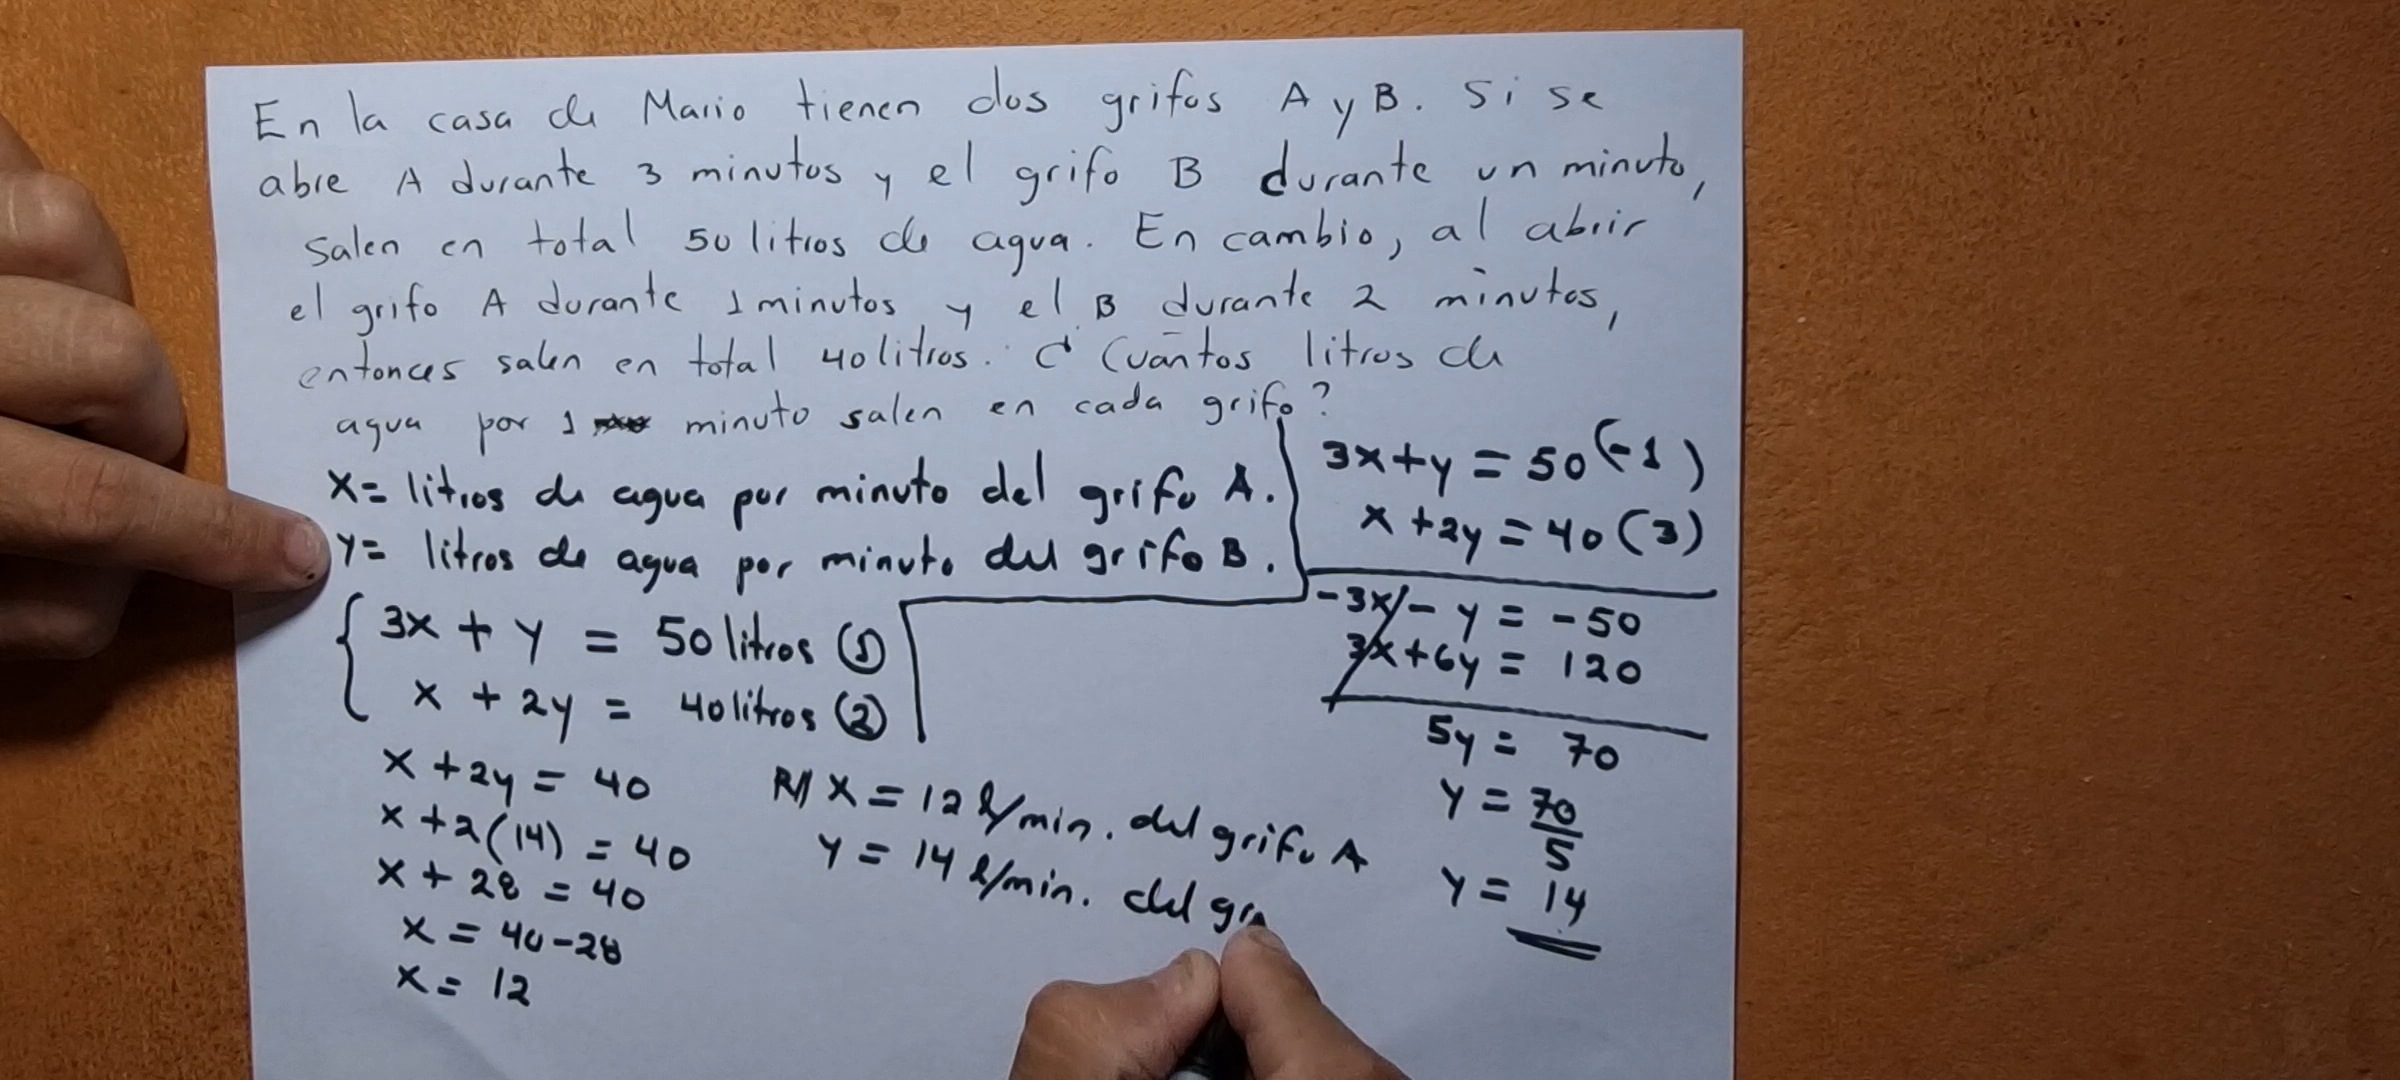 En la casa de Mario tienen dos grifos A y B. Si se
abre A durante 3 minutos y el grifo B durante un minuto,
salen en total 50 litros de agua. En cambio, al abrir
el grifo A durante 1 minutos y el B durante 2 minutos,
entonces salen en total 40 litros. ¿Cuántos litros de
agua por 1 minuto salen en cada grifo?
x = litros de agua por minuto del grifo A.
y = litros de agua por minuto del grifo B.
3x + y = 50 litros ①
x + 2y = 40 litros ②
x + 2y = 40
x + 2(14) = 40
x + 28 = 40
x = 40 - 28
x = 12
R// x = 12 l/min. del grifo A
y = 14 l/min. del gr
3x + y = 50 (-1)
x + 2y = 40 (3)
-3x - y = -50
3x + 6y = 120
5y = 70
y = 70/5
y = 14